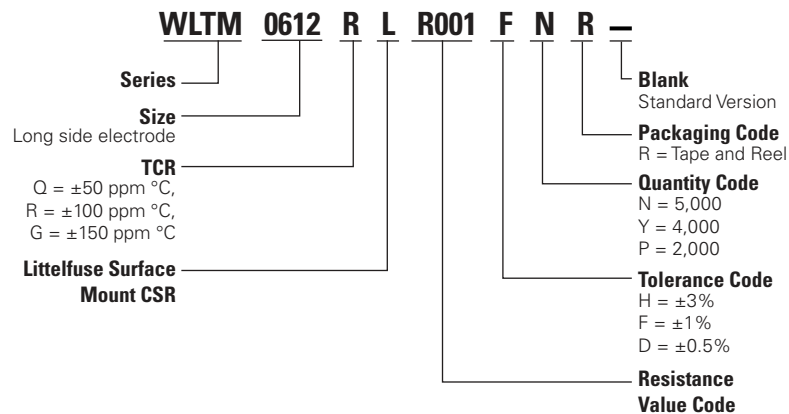 WLTM 0612 R L R001 F N R –
Series
Size
Long side electrode
TCR
Q = ±50 ppm °C,
R = ±100 ppm °C,
G = ±150 ppm °C
Littelfuse Surface
Mount CSR
Blank
Standard Version
Packaging Code
R = Tape and Reel
Quantity Code
N = 5,000
Y = 4,000
P = 2,000
Tolerance Code
H = ±3%
F = ±1%
D = ±0.5%
Resistance
Value Code